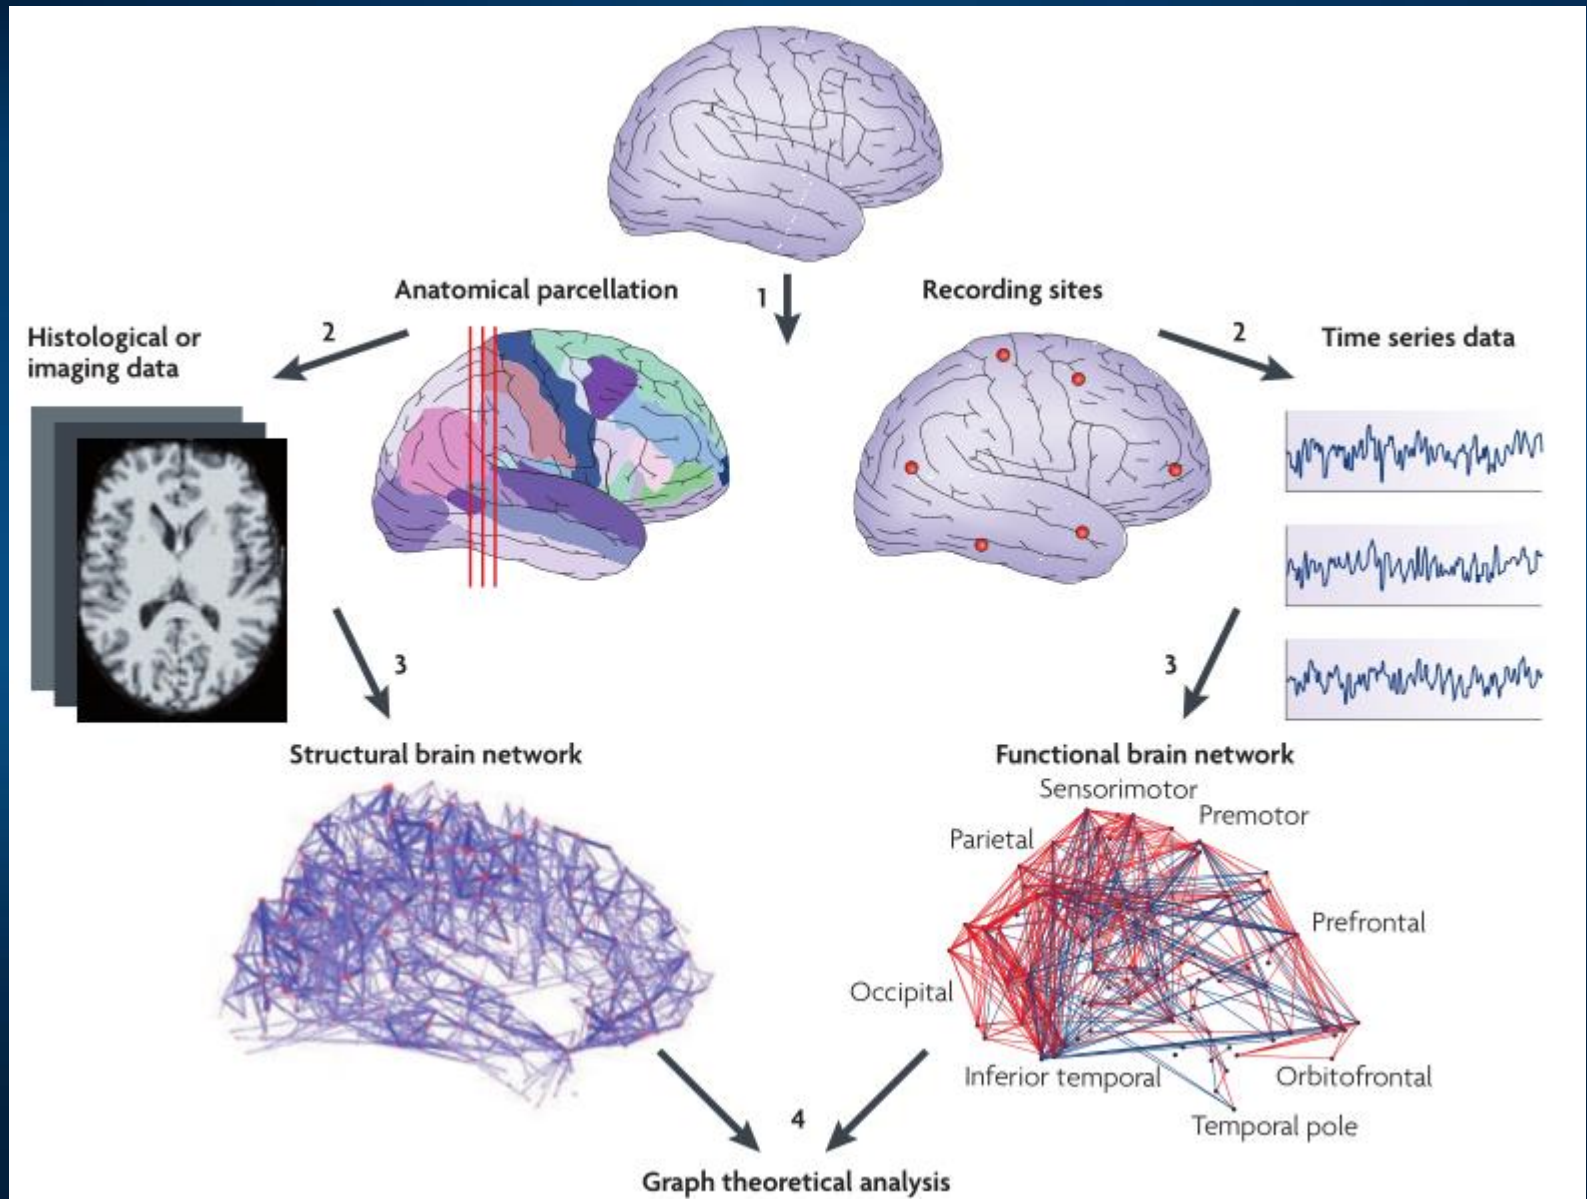 Anatomical parcellation
1
Recording sites
Histological or
imaging data
2
2
Time series data
3
3
Structural brain network
Functional brain network
Sensorimotor
Premotor
Parietal
Prefrontal
Occipital
Inferior temporal
Orbitofrontal
Temporal pole
4
Graph theoretical analysis